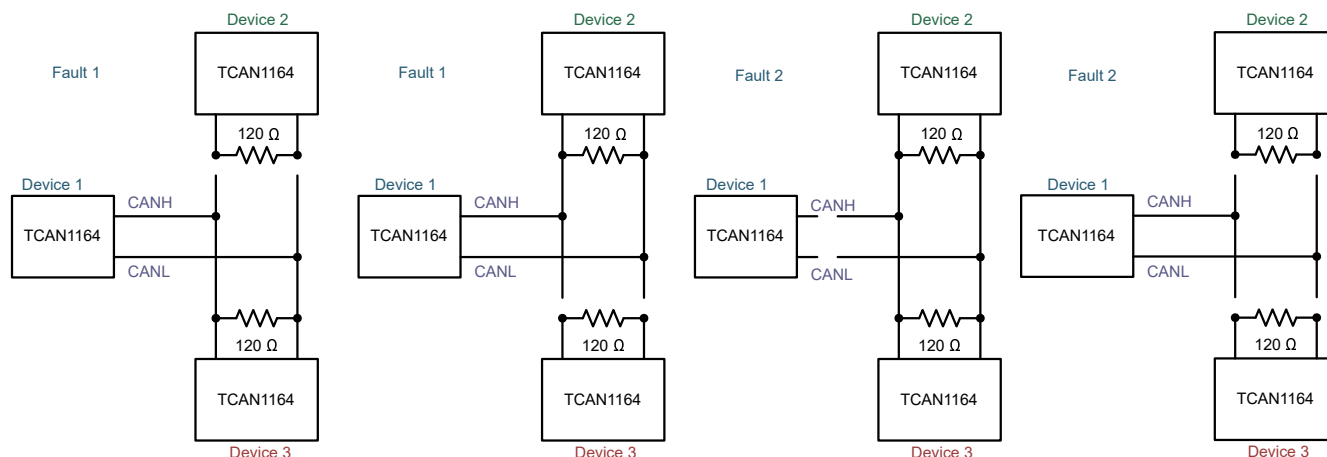 Device 2
Fault 1
TCAN1164
120 Ω
Device 1
CANH
TCAN1164
CANL
120 Ω
TCAN1164
Device 3
Device 2
Fault 1
TCAN1164
120 Ω
Device 1
CANH
TCAN1164
CANL
120 Ω
TCAN1164
Device 3
Device 2
Fault 2
TCAN1164
120 Ω
Device 1
CANH
TCAN1164
CANL
120 Ω
TCAN1164
Device 3
Device 2
Fault 2
TCAN1164
120 Ω
Device 1
CANH
TCAN1164
CANL
120 Ω
TCAN1164
Device 3